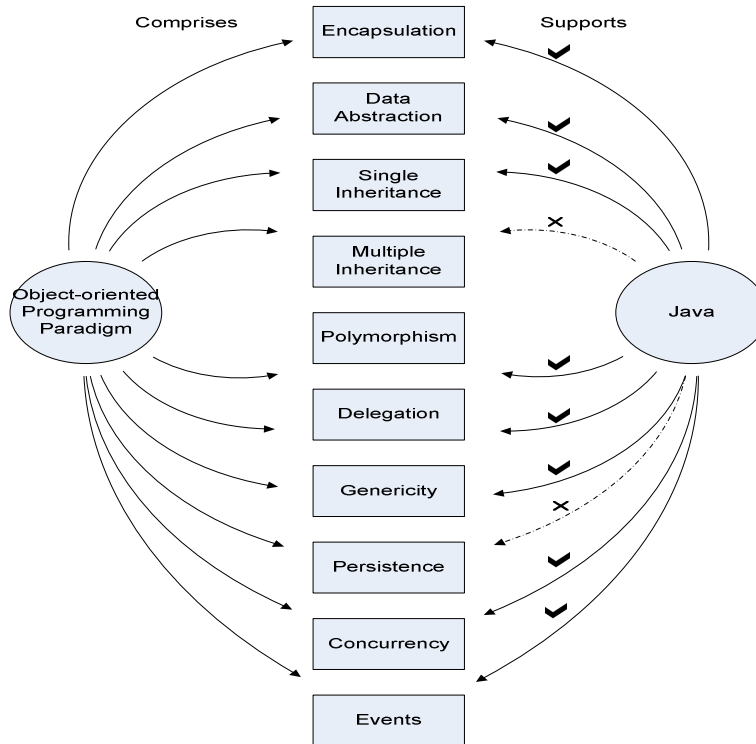 Comprises
Supports
Encapsulation
Data
Abstraction
Single
Inheritance
Multiple
Inheritance
Object-oriented
Programming
Paradigm
Java
Polymorphism
Delegation
Genericity
Persistence
Concurrency
Events